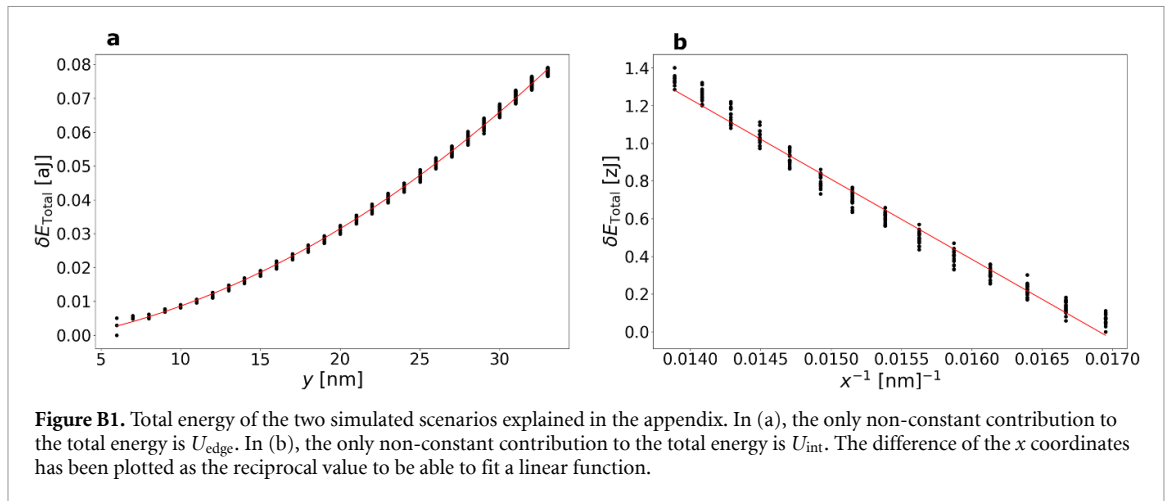 a
0.08
0.07
0.06
0.05
0.04
0.03
0.02
0.01
0.00
δE_Total [aJ]
5 10 15 20 25 30
y [nm]
b
1.4
1.2
1.0
0.8
0.6
0.4
0.2
0.0
δE_Total [zJ]
0.0140 0.0145 0.0150 0.0155 0.0160 0.0165 0.0170
x⁻¹ [nm]⁻¹
Figure B1. Total energy of the two simulated scenarios explained in the appendix. In (a), the only non-constant contribution to
the total energy is U_edge. In (b), the only non-constant contribution to the total energy is U_int. The difference of the x coordinates
has been plotted as the reciprocal value to be able to fit a linear function.